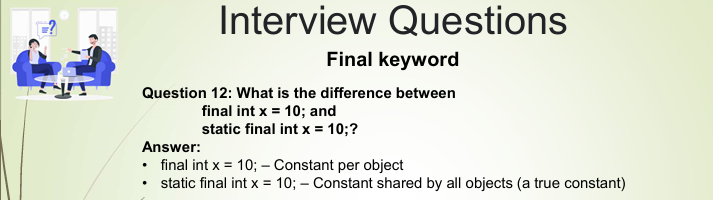 Interview Questions
Final keyword
Question 12: What is the difference between
final int x = 10; and
static final int x = 10;?
Answer:
• final int x = 10; – Constant per object
• static final int x = 10; – Constant shared by all objects (a true constant)